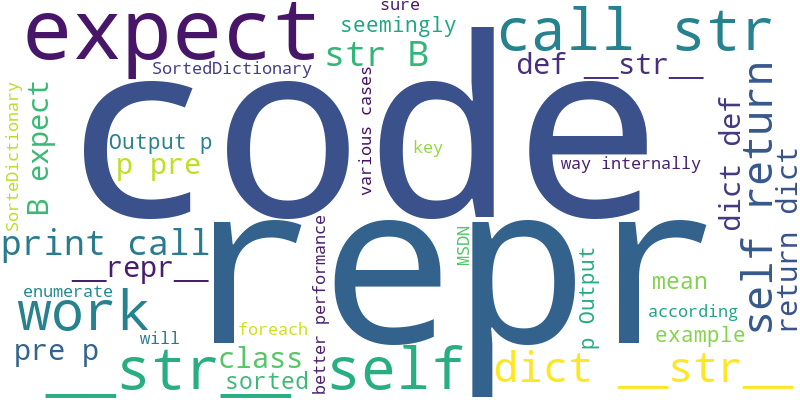 sure
expect
call str
seemingly
str B
SortedDictionary
def __str__
code
SorteDictionary
B expect
various cases
dict def
self return
Output p
key
p pre
way internally
return dict
repr
print call
better performance
MSDN
p Output
__repr__
mean
enumerate
work
according
will
foreach
example
pre p
class
__str__
self
dict __str__
sorted